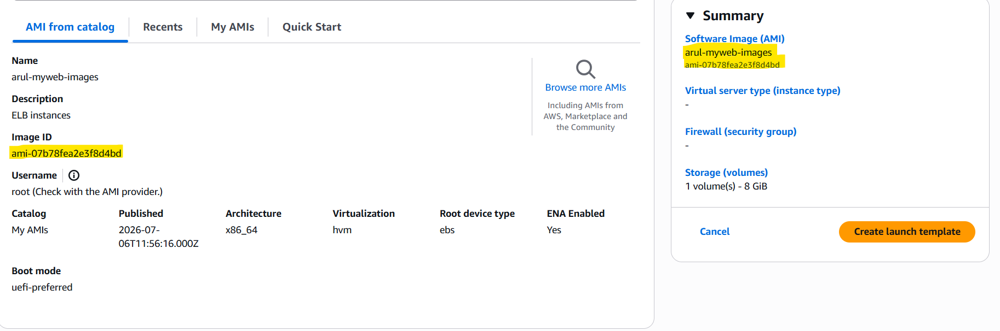 AMI from catalog
Recents
My AMIs
Quick Start
Name
arul-myweb-images
Description
ELB instances
Image ID
ami-07b78fea2e3f8d4bd
Username
root (Check with the AMI provider.)
Browse more AMIs
Including AMIs from
AWS, Marketplace and
the Community
Catalog
My AMIs
Published
2026-07-
06T11:56:16.000Z
Architecture
x86_64
Virtualization
hvm
Root device type
ebs
ENA Enabled
Yes
Boot mode
uefi-preferred
Summary
Software Image (AMI)
arul-myweb-images
ami-07b78fea2e3f8d4bd
Virtual server type (instance type)
-
Firewall (security group)
-
Storage (volumes)
1 volume(s) - 8 GiB
Cancel
Create launch template